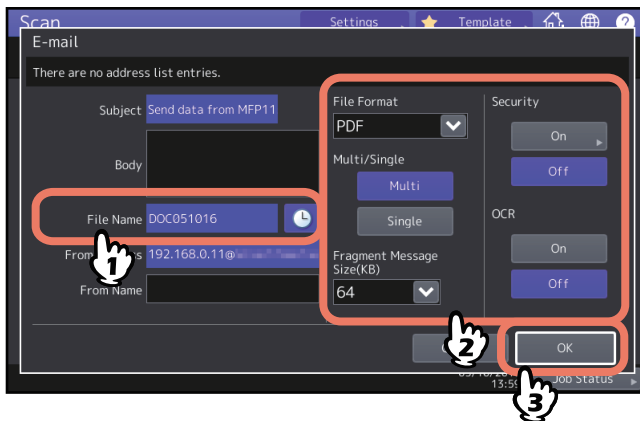 Scan
Settings
Template
?
E-mail
There are no address list entries.
Subject
Send data from MFP11
Body
File Name
DOC051016
1
192.168.0.11@
From Name
File Format
PDF
Multi/Single
Multi
Single
Fragment Message
Size(KB)
64
Security
On
Off
OCR
On
Off
2
OK
3
13:59
Job Status